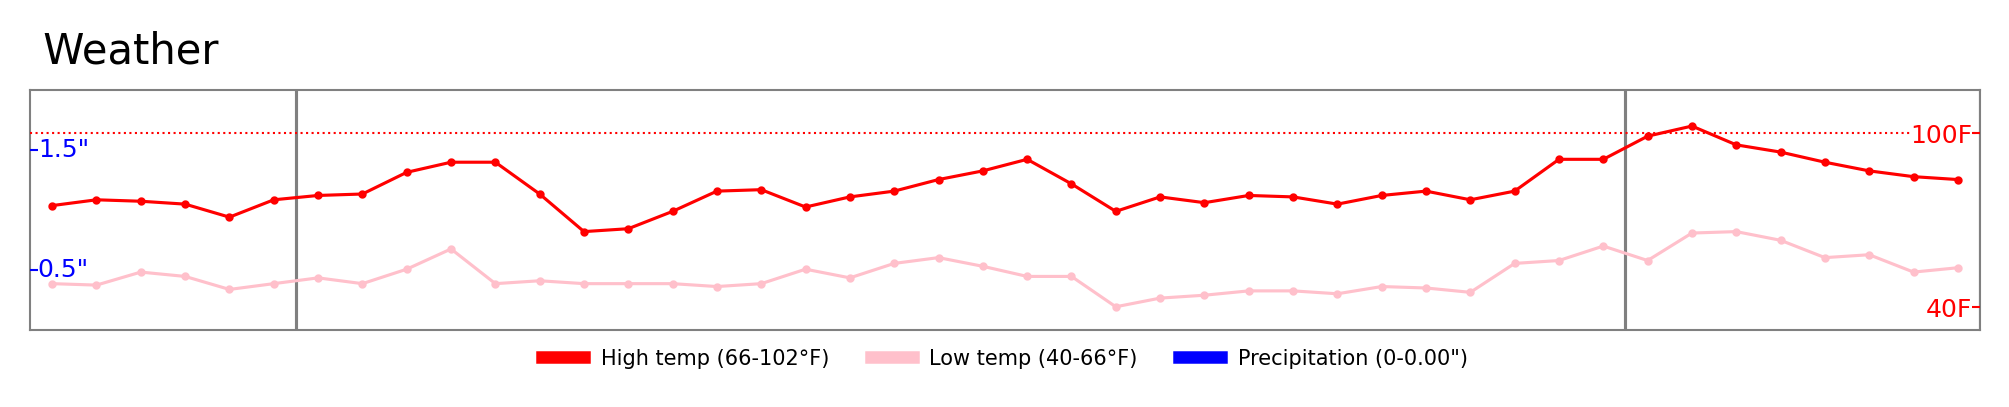 Weather
1.5"
100F
0.5"
40F
High temp (66-102°F) Low temp (40-66°F) Precipitation (0-0.00")